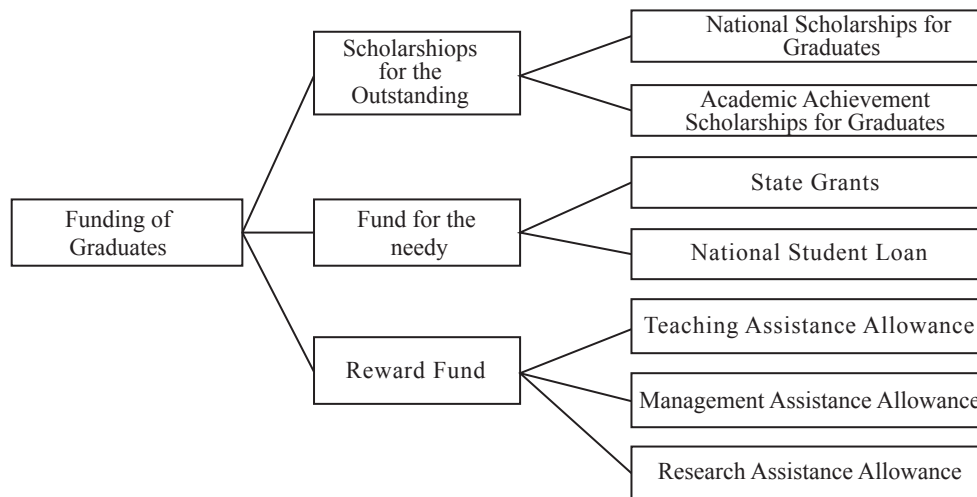 Scholarshiops
for the
Outstanding
National Scholarships for
Graduates
Academic Achievement
Scholarships for Graduates
Funding of
Graduates
Fund for the
needy
State Grants
National Student Loan
Reward Fund
Teaching Assistance Allowance
Management Assistance Allowance
Research Assistance Allowance